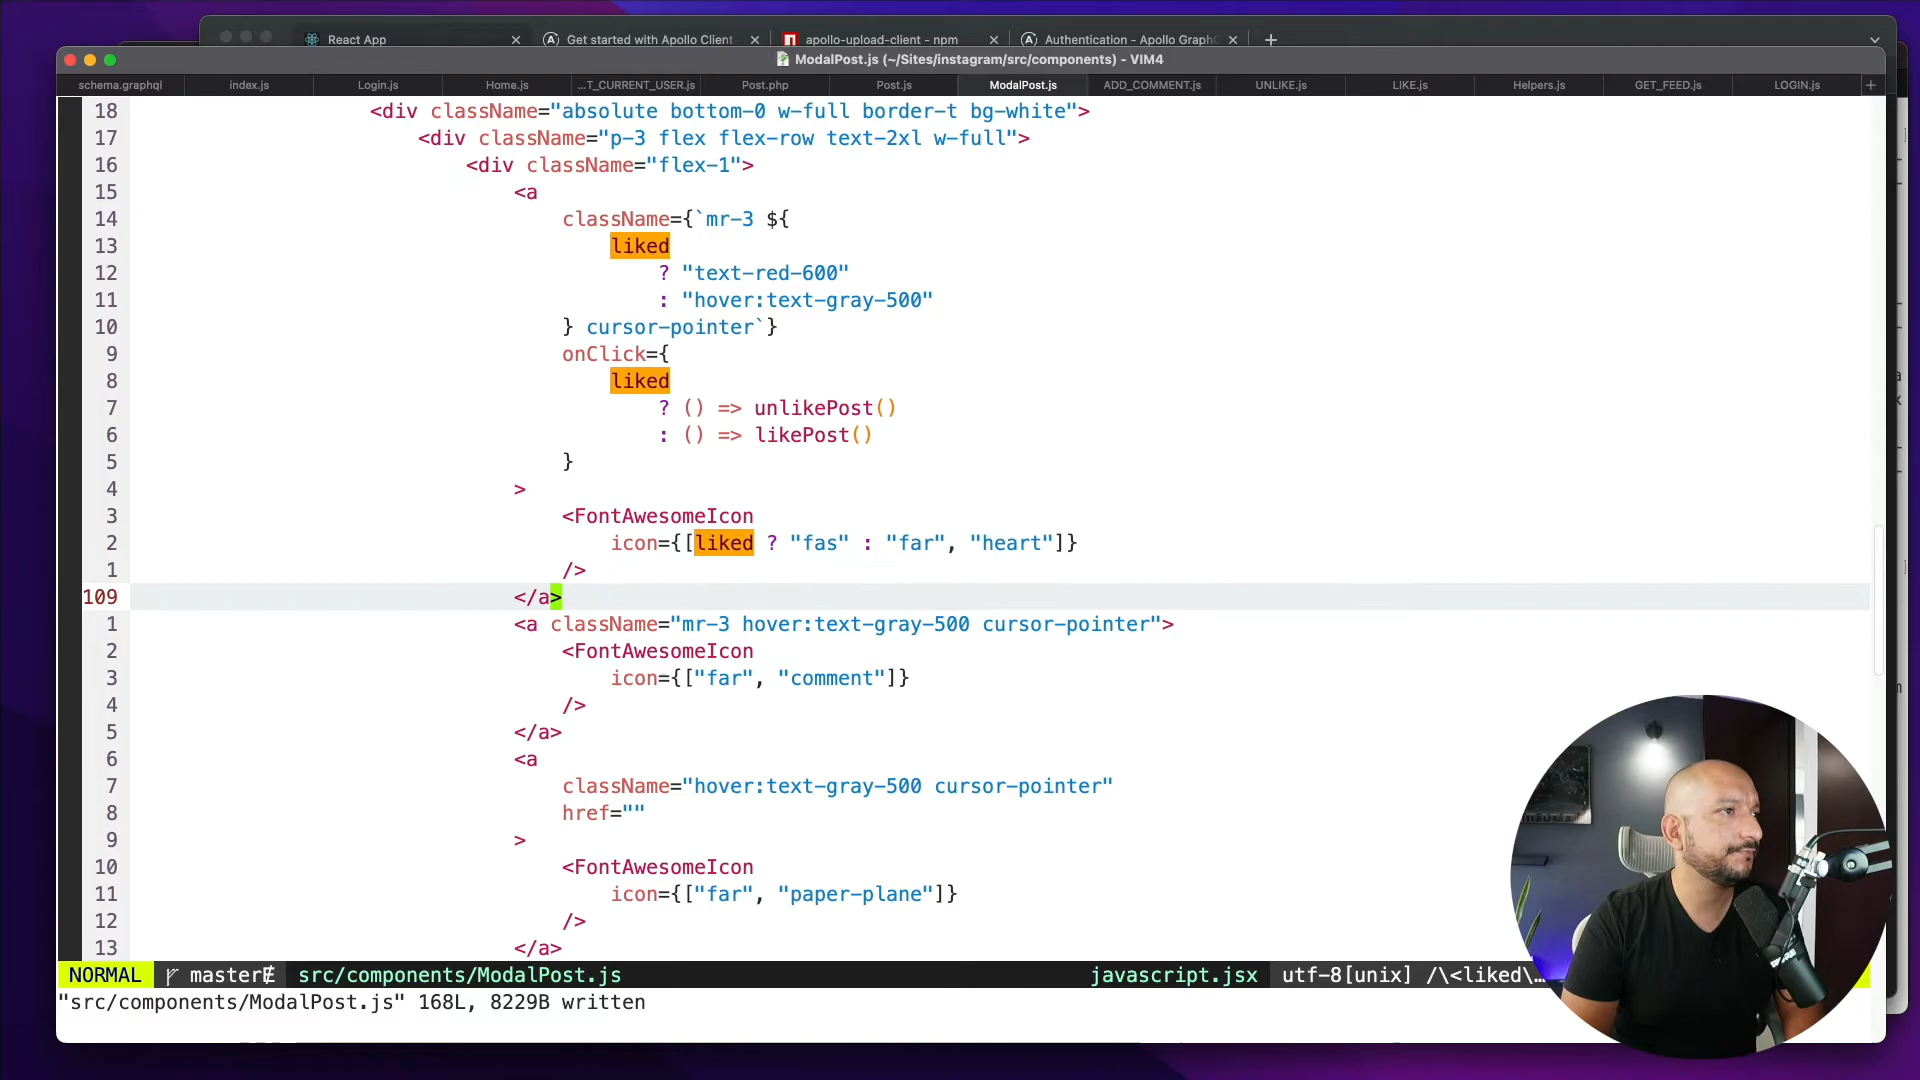 React App
Get started with Apollo Client
apollo-upload-client - npm
Authentication - Apollo GraphQ
ModalPost.js (~/Sites/instagram/src/components) - VIM4
schema.graphql
index.js
Login.js
Home.js
...T_CURRENT_USER.js
Post.php
Post.js
ModalPost.js
ADD_COMMENT.js
UNLIKE.js
LIKE.js
Helpers.js
GET_FEED.js
LOGIN.js
18 <div className="absolute bottom-0 w-full border-t bg-white">
17 <div className="p-3 flex flex-row text-2xl w-full">
16 <div className="flex-1">
15 <a
14 className={`mr-3 ${
13 liked
12 ? "text-red-600"
11 : "hover:text-gray-500"
10 } cursor-pointer`}
9 onClick={
8 liked
7 ? () => unlikePost()
6 : () => likePost()
5 }
4 >
3 <FontAwesomeIcon
2 icon={[liked ? "fas" : "far", "heart"]}
1 />
109 </a>
1 <a className="mr-3 hover:text-gray-500 cursor-pointer">
2 <FontAwesomeIcon
3 icon={["far", "comment"]}
4 />
5 </a>
6 <a
7 className="hover:text-gray-500 cursor-pointer"
8 href=""
9 >
10 <FontAwesomeIcon
11 icon={["far", "paper-plane"]}
12 />
13 </a>
NORMAL master src/components/ModalPost.js javascript.jsx utf-8[unix] /\<liked\…
"src/components/ModalPost.js" 168L, 8229B written